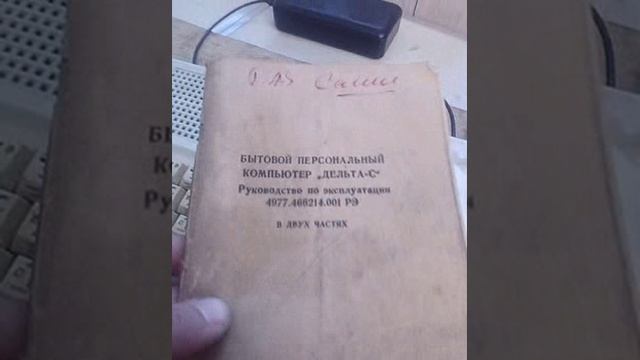 БЫТОВОЙ ПЕРСОНАЛЬНЫЙ
КОМПЬЮТЕР „ДЕЛЬТА-С“
Руководство по эксплуатации
4977.466214.001 РЭ
В ДВУХ ЧАСТЯХ